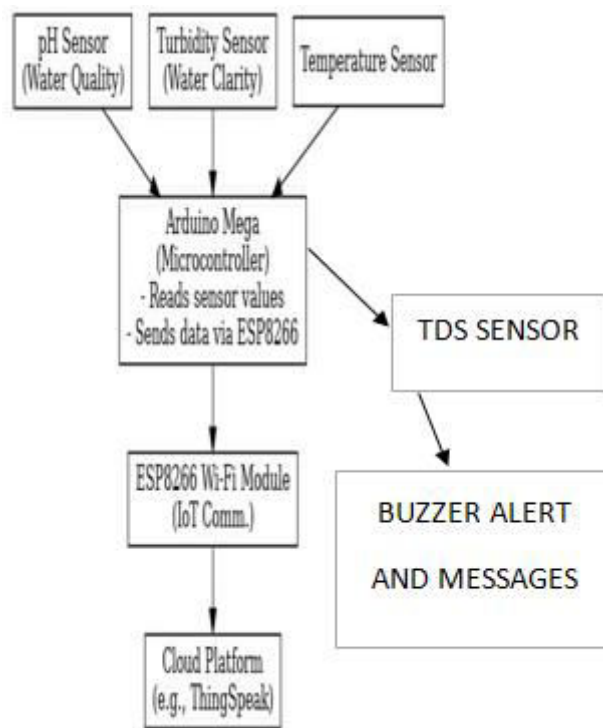 pH Sensor
(Water Quality)
Turbidity Sensor
(Water Clarity)
Temperature Sensor
Arduino Mega
(Microcontroller)
- Reads sensor values
- Sends data via ESP8266
TDS SENSOR
ESP8266 Wi-Fi Module
(IoT Comm.)
BUZZER ALERT
AND MESSAGES
Cloud Platform
(e.g., ThingSpeak)